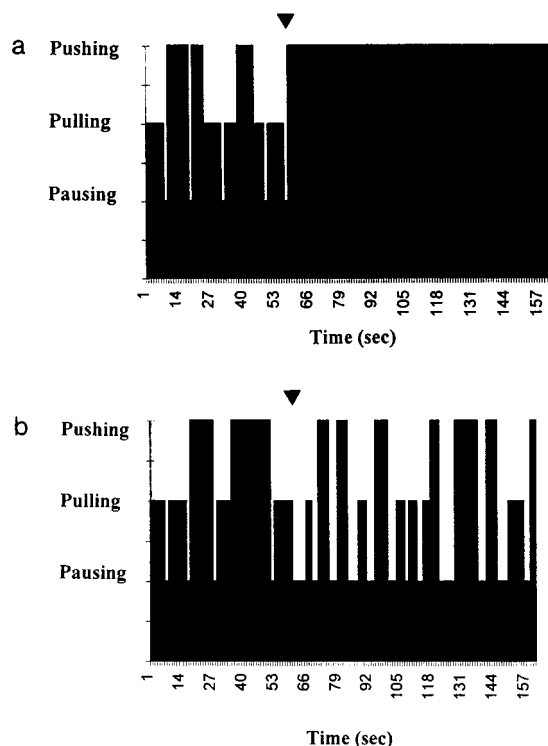 a
Pushing
Pulling
Pausing
1 14 27 40 53 66 79 92 105 118 131 144 157
Time (sec)
b
Pushing
Pulling
Pausing
1 14 27 40 53 66 79 92 105 118 131 144 157
Time (sec)